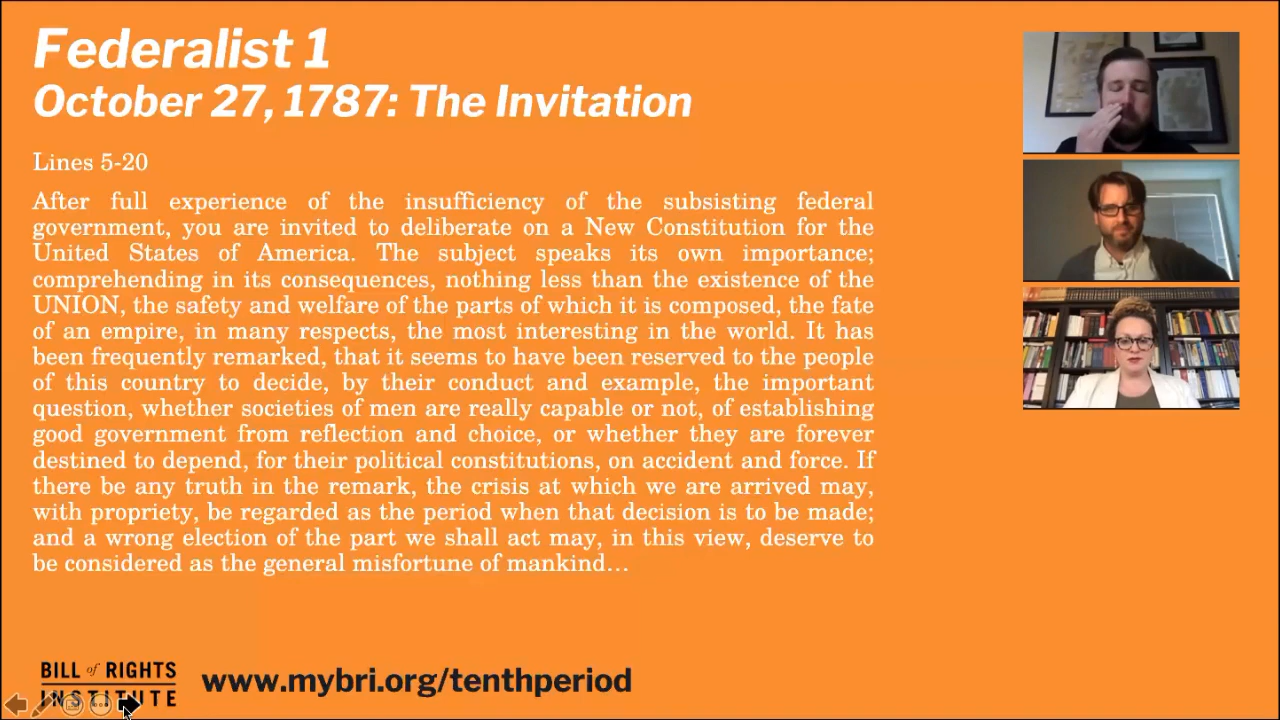 Federalist 1
October 27, 1787: The Invitation
Lines 5-20
After full experience of the insufficiency of the subsisting federal
government, you are invited to deliberate on a New Constitution for the
United States of America. The subject speaks its own importance;
comprehending in its consequences, nothing less than the existence of the
UNION, the safety and welfare of the parts of which it is composed, the fate
of an empire, in many respects, the most interesting in the world. It has
been frequently remarked, that it seems to have been reserved to the people
of this country to decide, by their conduct and example, the important
question, whether societies of men are really capable or not, of establishing
good government from reflection and choice, or whether they are forever
destined to depend, for their political constitutions, on accident and force. If
there be any truth in the remark, the crisis at which we are arrived may,
with propriety, be regarded as the period when that decision is to be made;
and a wrong election of the part we shall act may, in this view, deserve to
be considered as the general misfortune of mankind…
BILL of RIGHTS
INSTITUTE
www.mybri.org/tenthperiod